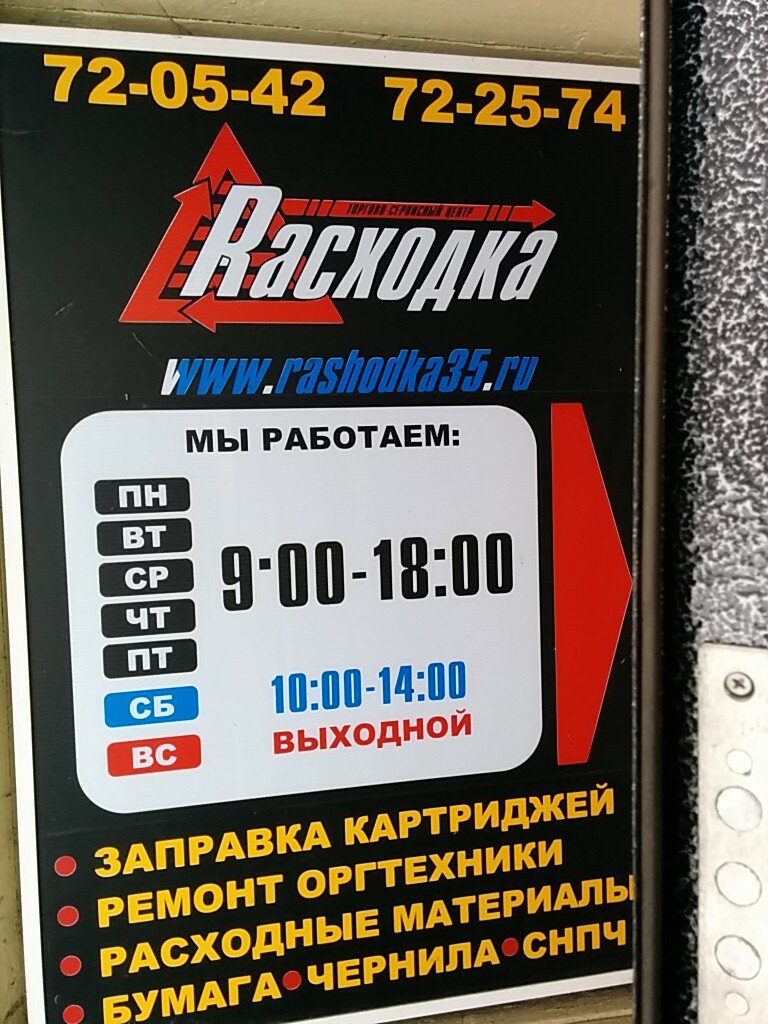 72-05-42 72-25-74
ТОРГОВО-СЕРВИСНЫЙ ЦЕНТР
Rасходка
www.rashodka35.ru
МЫ РАБОТАЕМ:
ПН
ВТ
СР
ЧТ
ПТ
9:00-18:00
СБ 10:00-14:00
ВС ВЫХОДНОЙ
• ЗАПРАВКА КАРТРИДЖЕЙ
• РЕМОНТ ОРГТЕХНИКИ
• РАСХОДНЫЕ МАТЕРИАЛЫ
• БУМАГА • ЧЕРНИЛА • СНПЧ